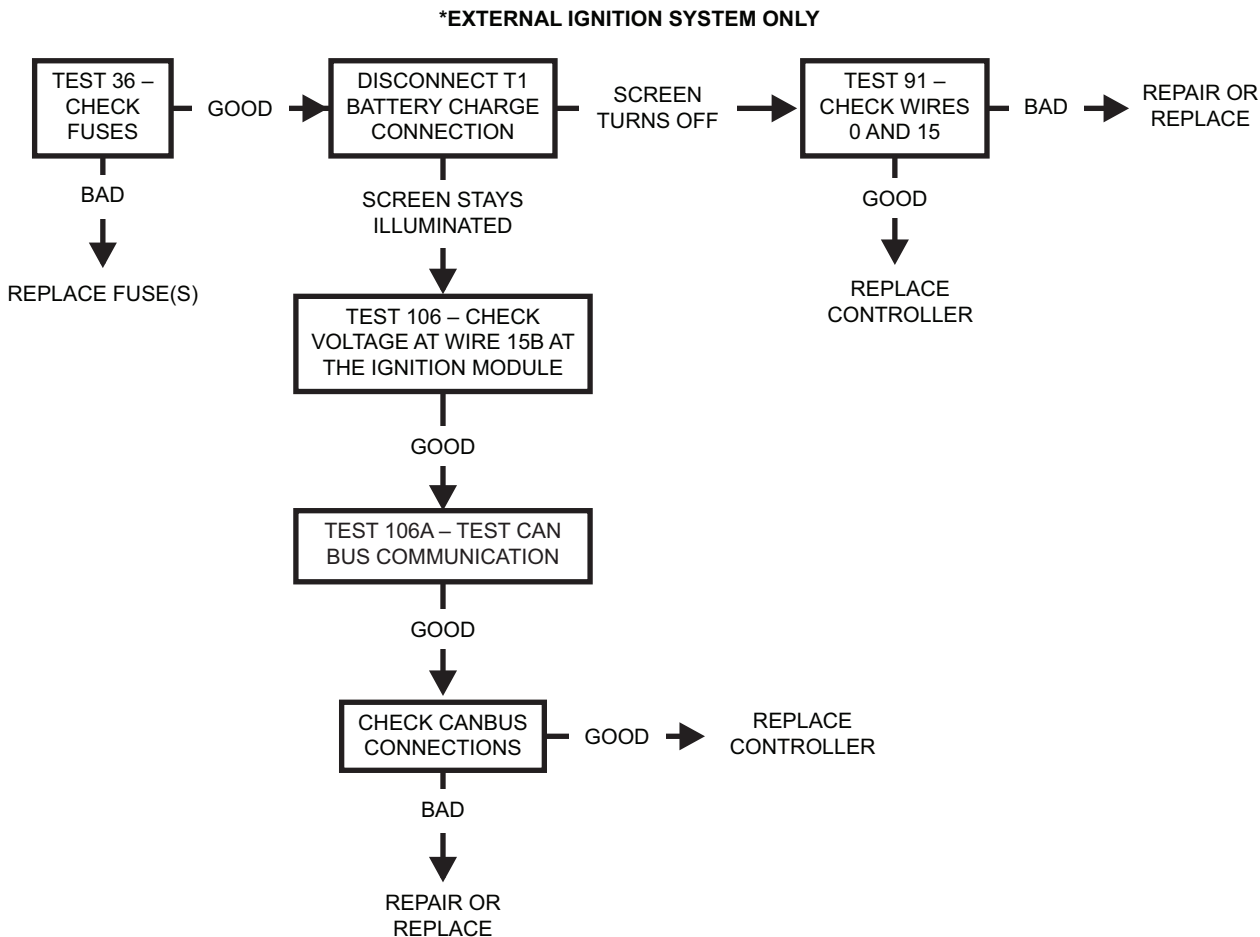 *EXTERNAL IGNITION SYSTEM ONLY
TEST 36 –
CHECK
FUSES
GOOD
DISCONNECT T1
BATTERY CHARGE
CONNECTION
SCREEN
TURNS OFF
TEST 91 –
CHECK WIRES
0 AND 15
BAD
REPAIR OR
REPLACE
BAD
REPLACE FUSE(S)
SCREEN STAYS
ILLUMINATED
GOOD
REPLACE
CONTROLLER
TEST 106 – CHECK
VOLTAGE AT WIRE 15B AT
THE IGNITION MODULE
GOOD
TEST 106A – TEST CAN
BUS COMMUNICATION
GOOD
CHECK CANBUS
CONNECTIONS
GOOD
REPLACE
CONTROLLER
BAD
REPAIR OR
REPLACE